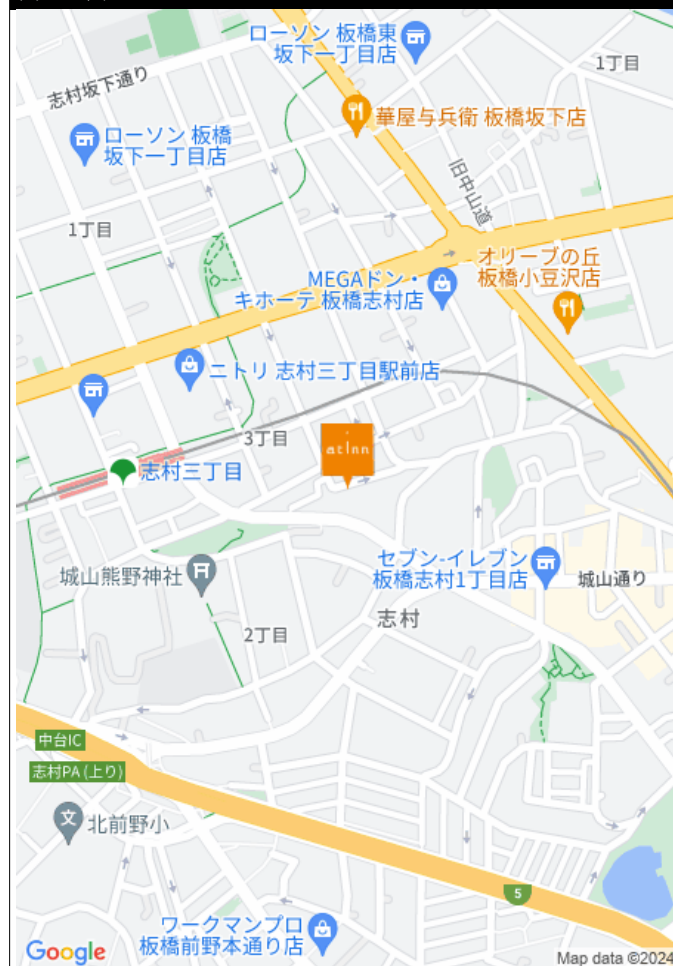 ローソン 板橋東
坂下一丁目店
1丁目
志村坂下通り
華屋与兵衛 板橋坂下店
ローソン 板橋
坂下一丁目店
旧中山道
1丁目
オリーブの丘
板橋小豆沢店
MEGAドン・
キホーテ 板橋志村店
ニトリ 志村三丁目駅前店
3丁目
at Inn
志村三丁目
セブン-イレブン
板橋志村1丁目店
城山通り
城山熊野神社
志村
2丁目
中台IC
志村PA (上り)
文
北前野小
5
ワークマンプロ
板橋前野本通り店
Google
Map data ©2024